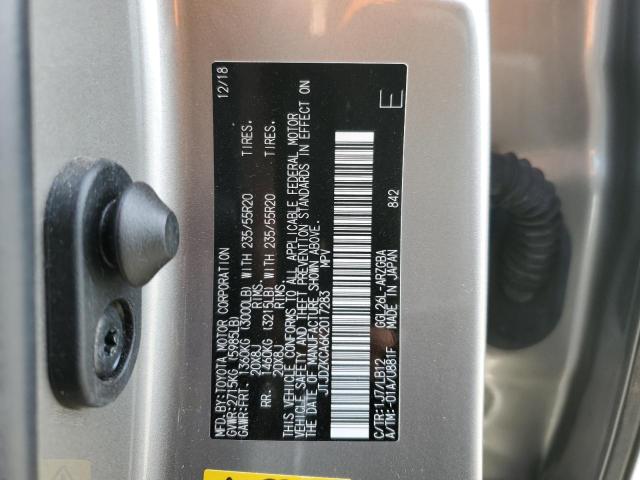 MFD.BY:TOYOTA MOTOR CORPORATION 12/18
GVWR:2715KG (5985LB)
GAWR:FRT. 1360KG (3000LB) WITH 235/55R20 TIRES.
20X8J RIMS.
RR. 1460KG (3215LB) WITH 235/55R20 TIRES.
20X8J RIMS.
THIS VEHICLE CONFORMS TO ALL APPLICABLE FEDERAL MOTOR
VEHICLE SAFETY AND THEFT PREVENTION STANDARDS IN EFFECT ON
THE DATE OF MANUFACTURE SHOWN ABOVE.
JTJDZKCA6K2017283 MPV
E
C/TR:1J7/LB12 GGL26L-ARZGBA
A/TM:-01A/U881F MADE IN JAPAN 842